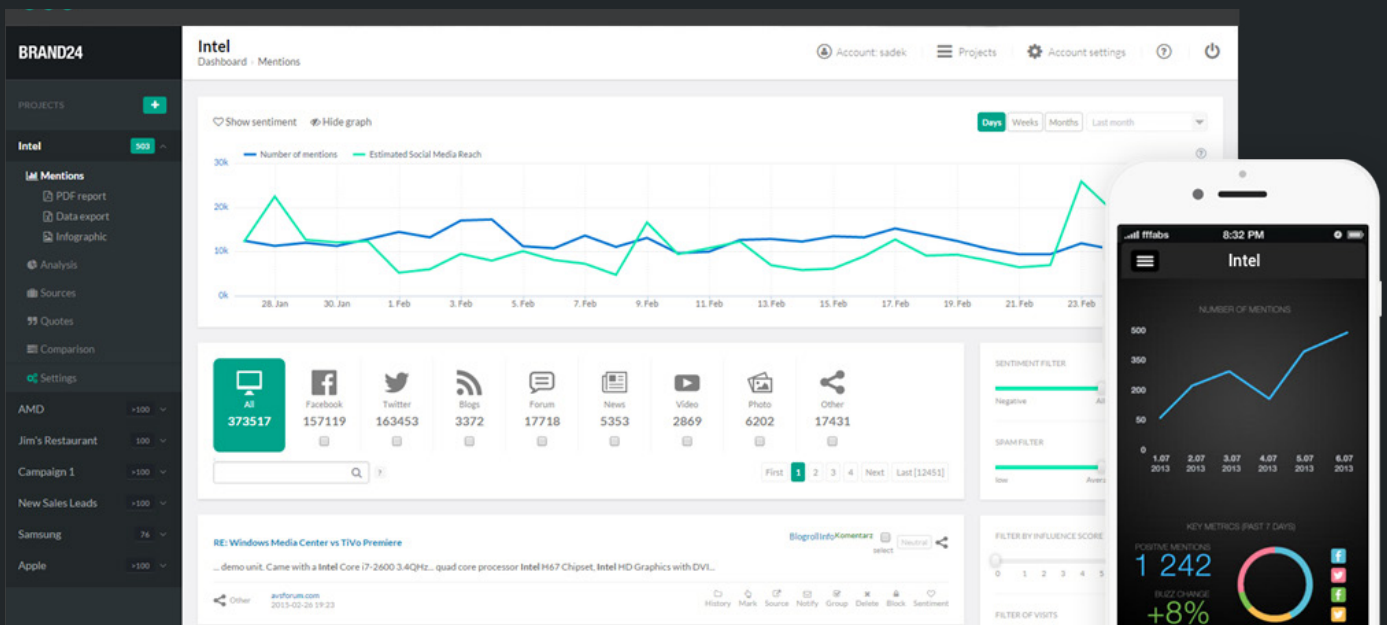 BRAND24
Intel
Dashboard › Mentions
Account: sadek
Projects
Account settings
?
PROJECTS
+
Intel 503
Mentions
PDF report
Data export
Infographic
Analysis
Sources
Quotes
Comparison
Settings
AMD +100
Jim's Restaurant 100
Campaign 1 +100
New Sales Leads +100
Samsung 76
Apple +100
Show sentiment Hide graph
Days Weeks Months Last month
Number of mentions Estimated Social Media Reach
?
30k
20k
10k
0k
28. Jan 30. Jan 1. Feb 3. Feb 5. Feb 7. Feb 9. Feb 11. Feb 13. Feb 15. Feb 17. Feb 19. Feb 21. Feb 23. Feb
All Facebook Twitter Blogs Forum News Video Photo Other
373517 157119 163453 3372 17718 5353 2869 6202 17431
?
First 1 2 3 4 Next Last [12451]
SENTIMENT FILTER
Negative
SPAM FILTER
low
FILTER BY INFLUENCE SCORE
0 1 2 3 4 5
FILTER OF VISITS
RE: Windows Media Center vs TiVo Premiere
BlogrollInfoKomentarz
select
Neutral
... demo unit. Came with a Intel Core i7-2600 3.4QHz... quad core processor Intel H67 Chipset, Intel HD Graphics with DVI...
Other
avsforum.com
2015-02-26 19:23
History Mark Source Notify Group Delete Block Sentiment
fffabs 8:32 PM
Intel
NUMBER OF MENTIONS
500
350
200
50
0
1.07 2.07 3.07 4.07 5.07 6.07
2013 2013 2013 2013 2013 2013
KEY METRICS (PAST 7 DAYS)
POSITIVE MENTIONS
1 242
BUZZ CHANGE
+8%